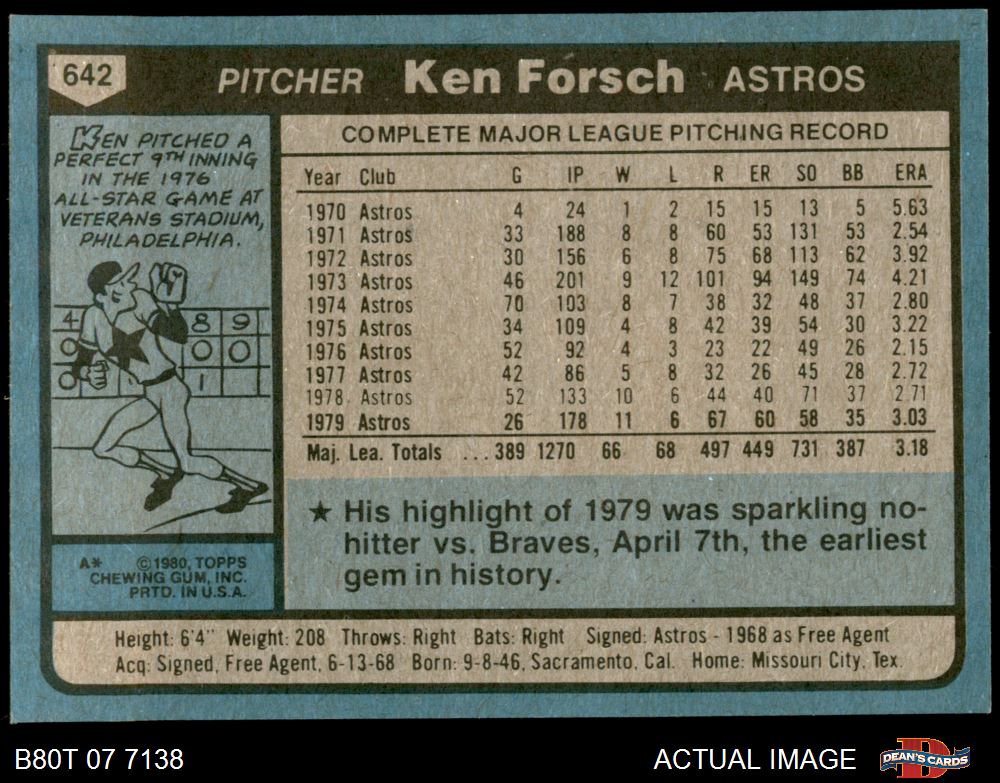 642 PITCHER Ken Forsch ASTROS
KEN PITCHED A
PERFECT 9TH INNING
IN THE 1976
ALL-STAR GAME AT
VETERANS STADIUM,
PHILADELPHIA.
4 8 9
0 0 0
0 1
A* © 1980, TOPPS
CHEWING GUM, INC.
PRTD. IN U.S.A.
COMPLETE MAJOR LEAGUE PITCHING RECORD
Year Club G IP W L R ER SO BB ERA
1970 Astros 4 24 1 2 15 15 13 5 5.63
1971 Astros 33 188 8 8 60 53 131 53 2.54
1972 Astros 30 156 6 8 75 68 113 62 3.92
1973 Astros 46 201 9 12 101 94 149 74 4.21
1974 Astros 70 103 8 7 38 32 48 37 2.80
1975 Astros 34 109 4 8 42 39 54 30 3.22
1976 Astros 52 92 4 3 23 22 49 26 2.15
1977 Astros 42 86 5 8 32 26 45 28 2.72
1978 Astros 52 133 10 6 44 40 71 37 2.71
1979 Astros 26 178 11 6 67 60 58 35 3.03
Maj. Lea. Totals ... 389 1270 66 68 497 449 731 387 3.18
★ His highlight of 1979 was sparkling no-
hitter vs. Braves, April 7th, the earliest
gem in history.
Height: 6'4" Weight: 208 Throws: Right Bats: Right Signed: Astros - 1968 as Free Agent
Acq: Signed, Free Agent, 6-13-68 Born: 9-8-46, Sacramento, Cal. Home: Missouri City, Tex.
B80T 07 7138 ACTUAL IMAGE DEAN'S CARDS